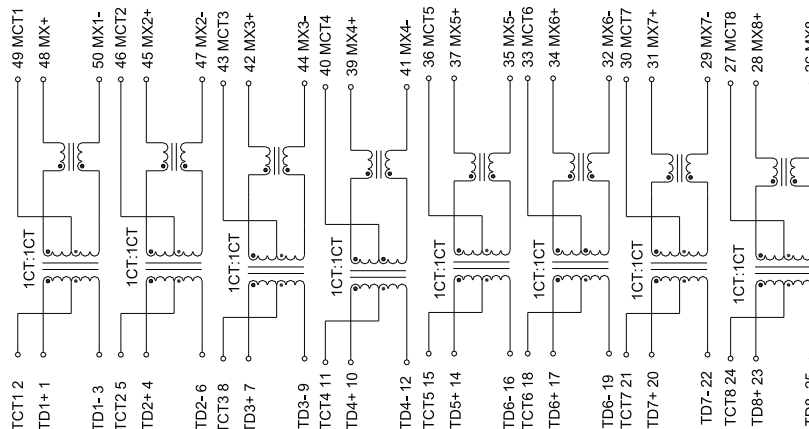 49 MCT1
48 MX+
50 MX1-
46 MCT2
45 MX2+
47 MX2-
43 MCT3
42 MX3+
44 MX3-
40 MCT4
39 MX4+
41 MX4-
36 MCT5
37 MX5+
35 MX5-
33 MCT6
34 MX6+
32 MX6-
30 MCT7
31 MX7+
29 MX7-
27 MCT8
28 MX8+
1CT:1CT
1CT:1CT
1CT:1CT
1CT:1CT
1CT:1CT
1CT:1CT
1CT:1CT
1CT:1CT
TCT1 2
TD1+ 1
TD1- 3
TCT2 5
TD2+ 4
TD2- 6
TCT3 8
TD3+ 7
TD3- 9
TCT4 11
TD4+ 10
TD4- 12
TCT5 15
TD5+ 14
TD6- 16
TCT6 18
TD6+ 17
TD6- 19
TCT7 21
TD7+ 20
TD7- 22
TCT8 24
TD8+ 23